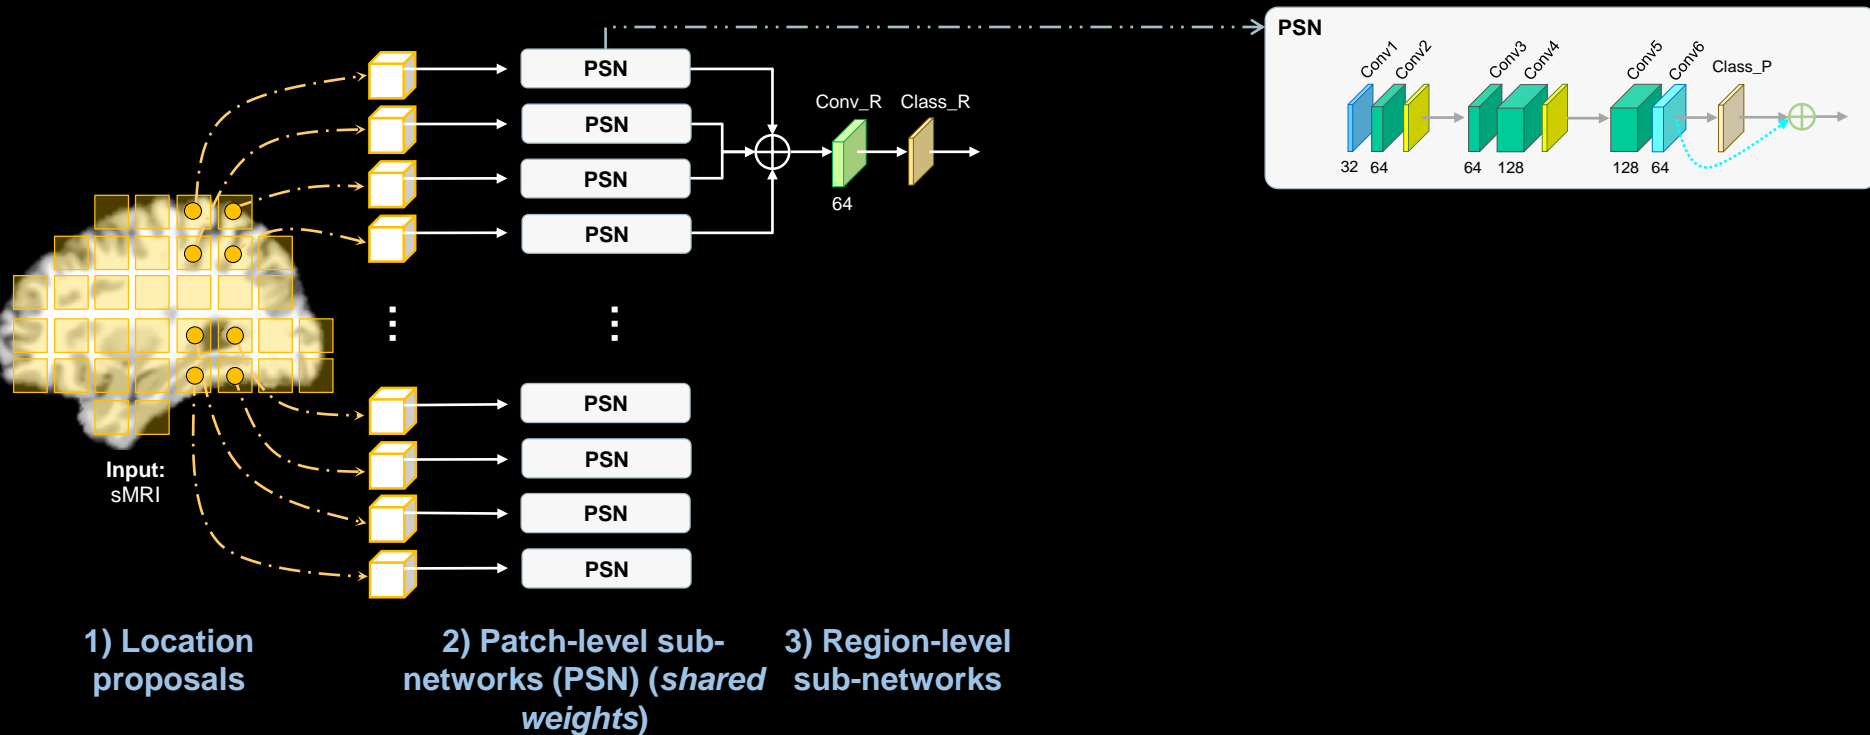 PSN
Conv1
Conv2
Conv3
Conv4
Conv5
Conv6
Class_P
32
64
64
128
128
64
PSN
PSN
PSN
PSN
Conv_R
Class_R
64
PSN
PSN
PSN
PSN
Input:
sMRI
1) Location
proposals
2) Patch-level sub-
networks (PSN) (shared
weights)
3) Region-level
sub-networks